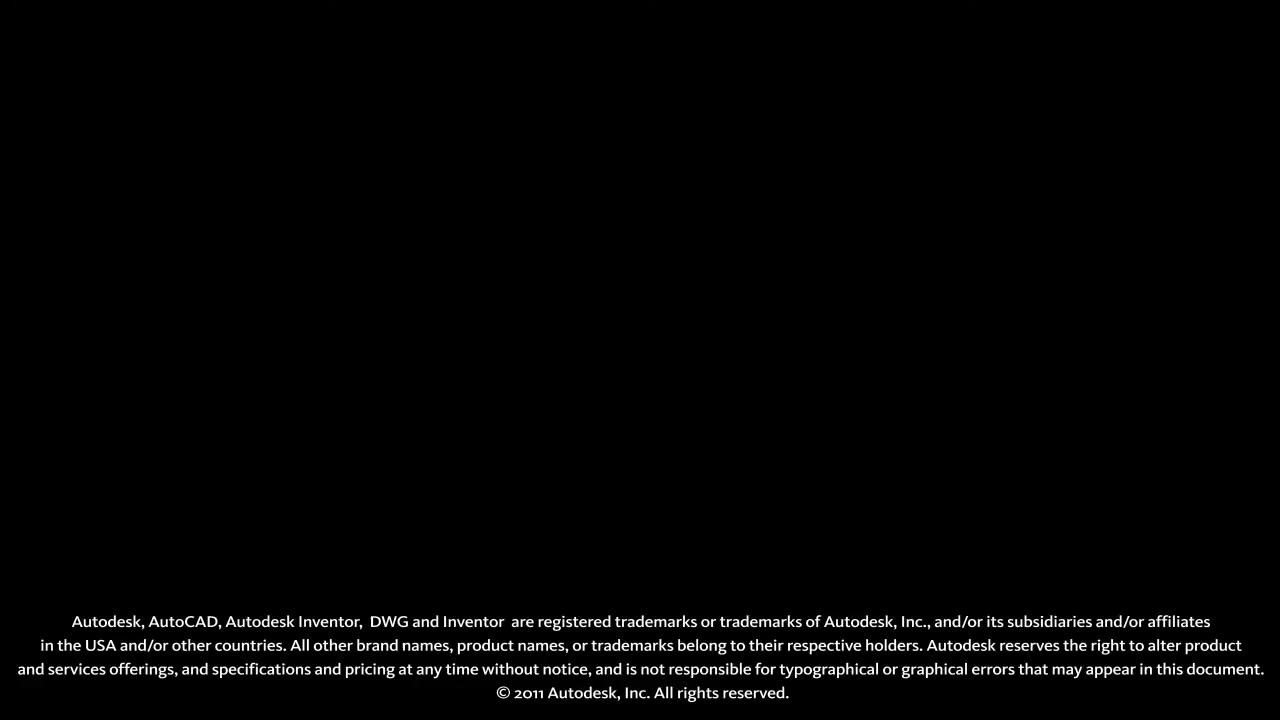 Autodesk, AutoCAD, Autodesk Inventor,  DWG and Inventor  are registered trademarks or trademarks of Autodesk, Inc., and/or its subsidiaries and/or affiliates
in the USA and/or other countries. All other brand names, product names, or trademarks belong to their respective holders. Autodesk reserves the right to alter product
and services offerings, and specifications and pricing at any time without notice, and is not responsible for typographical or graphical errors that may appear in this document.
© 2011 Autodesk, Inc. All rights reserved.